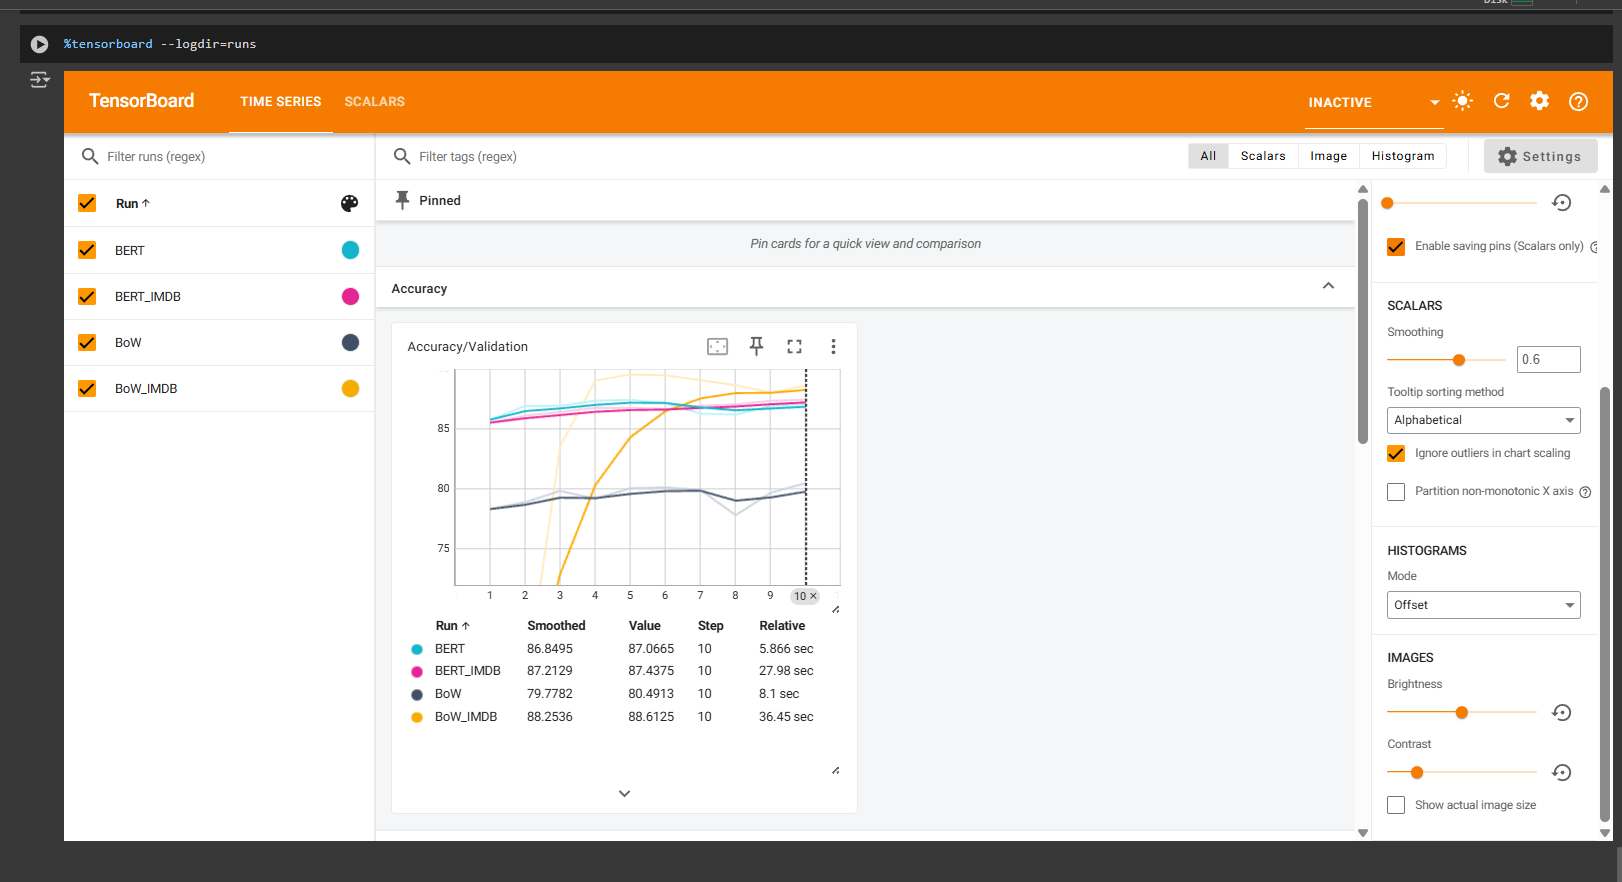 Disk
%tensorboard --logdir=runs
TensorBoard
TIME SERIES
SCALARS
INACTIVE
Filter runs (regex)
Filter tags (regex)
All
Scalars
Image
Histogram
Settings
Run
BERT
BERT_IMDB
BoW
BoW_IMDB
Pinned
Pin cards for a quick view and comparison
Accuracy
Accuracy/Validation
85
80
75
1 2 3 4 5 6 7 8 9 10 ×
Run Smoothed Value Step Relative
BERT 86.8495 87.0665 10 5.866 sec
BERT_IMDB 87.2129 87.4375 10 27.98 sec
BoW 79.7782 80.4913 10 8.1 sec
BoW_IMDB 88.2536 88.6125 10 36.45 sec
Enable saving pins (Scalars only)
SCALARS
Smoothing
0.6
Tooltip sorting method
Alphabetical
Ignore outliers in chart scaling
Partition non-monotonic X axis
HISTOGRAMS
Mode
Offset
IMAGES
Brightness
Contrast
Show actual image size